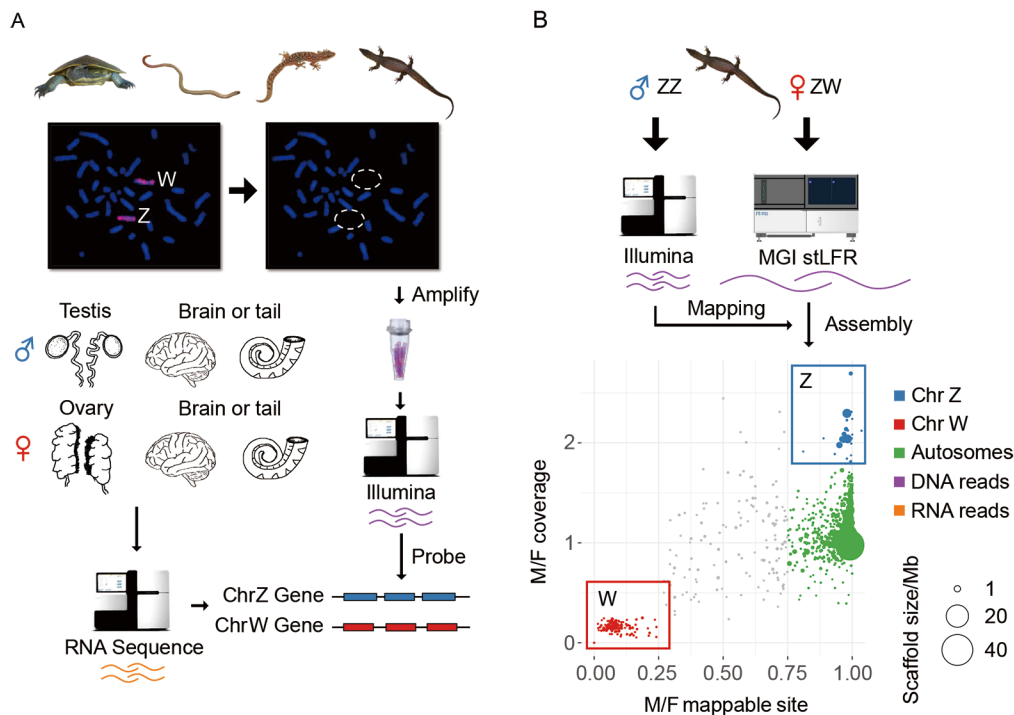 A
W
Z
Amplify
Testis
Brain or tail
♂
Ovary
Brain or tail
♀
Illumina
Probe
ChrZ Gene
ChrW Gene
RNA Sequence
B
♂ ZZ
♀ ZW
Illumina
MGI stLFR
Mapping
Assembly
Z
W
M/F coverage
2
1
0
0.00 0.25 0.50 0.75 1.00
M/F mappable site
Chr Z
Chr W
Autosomes
DNA reads
RNA reads
Scaffold size/Mb
1
20
40